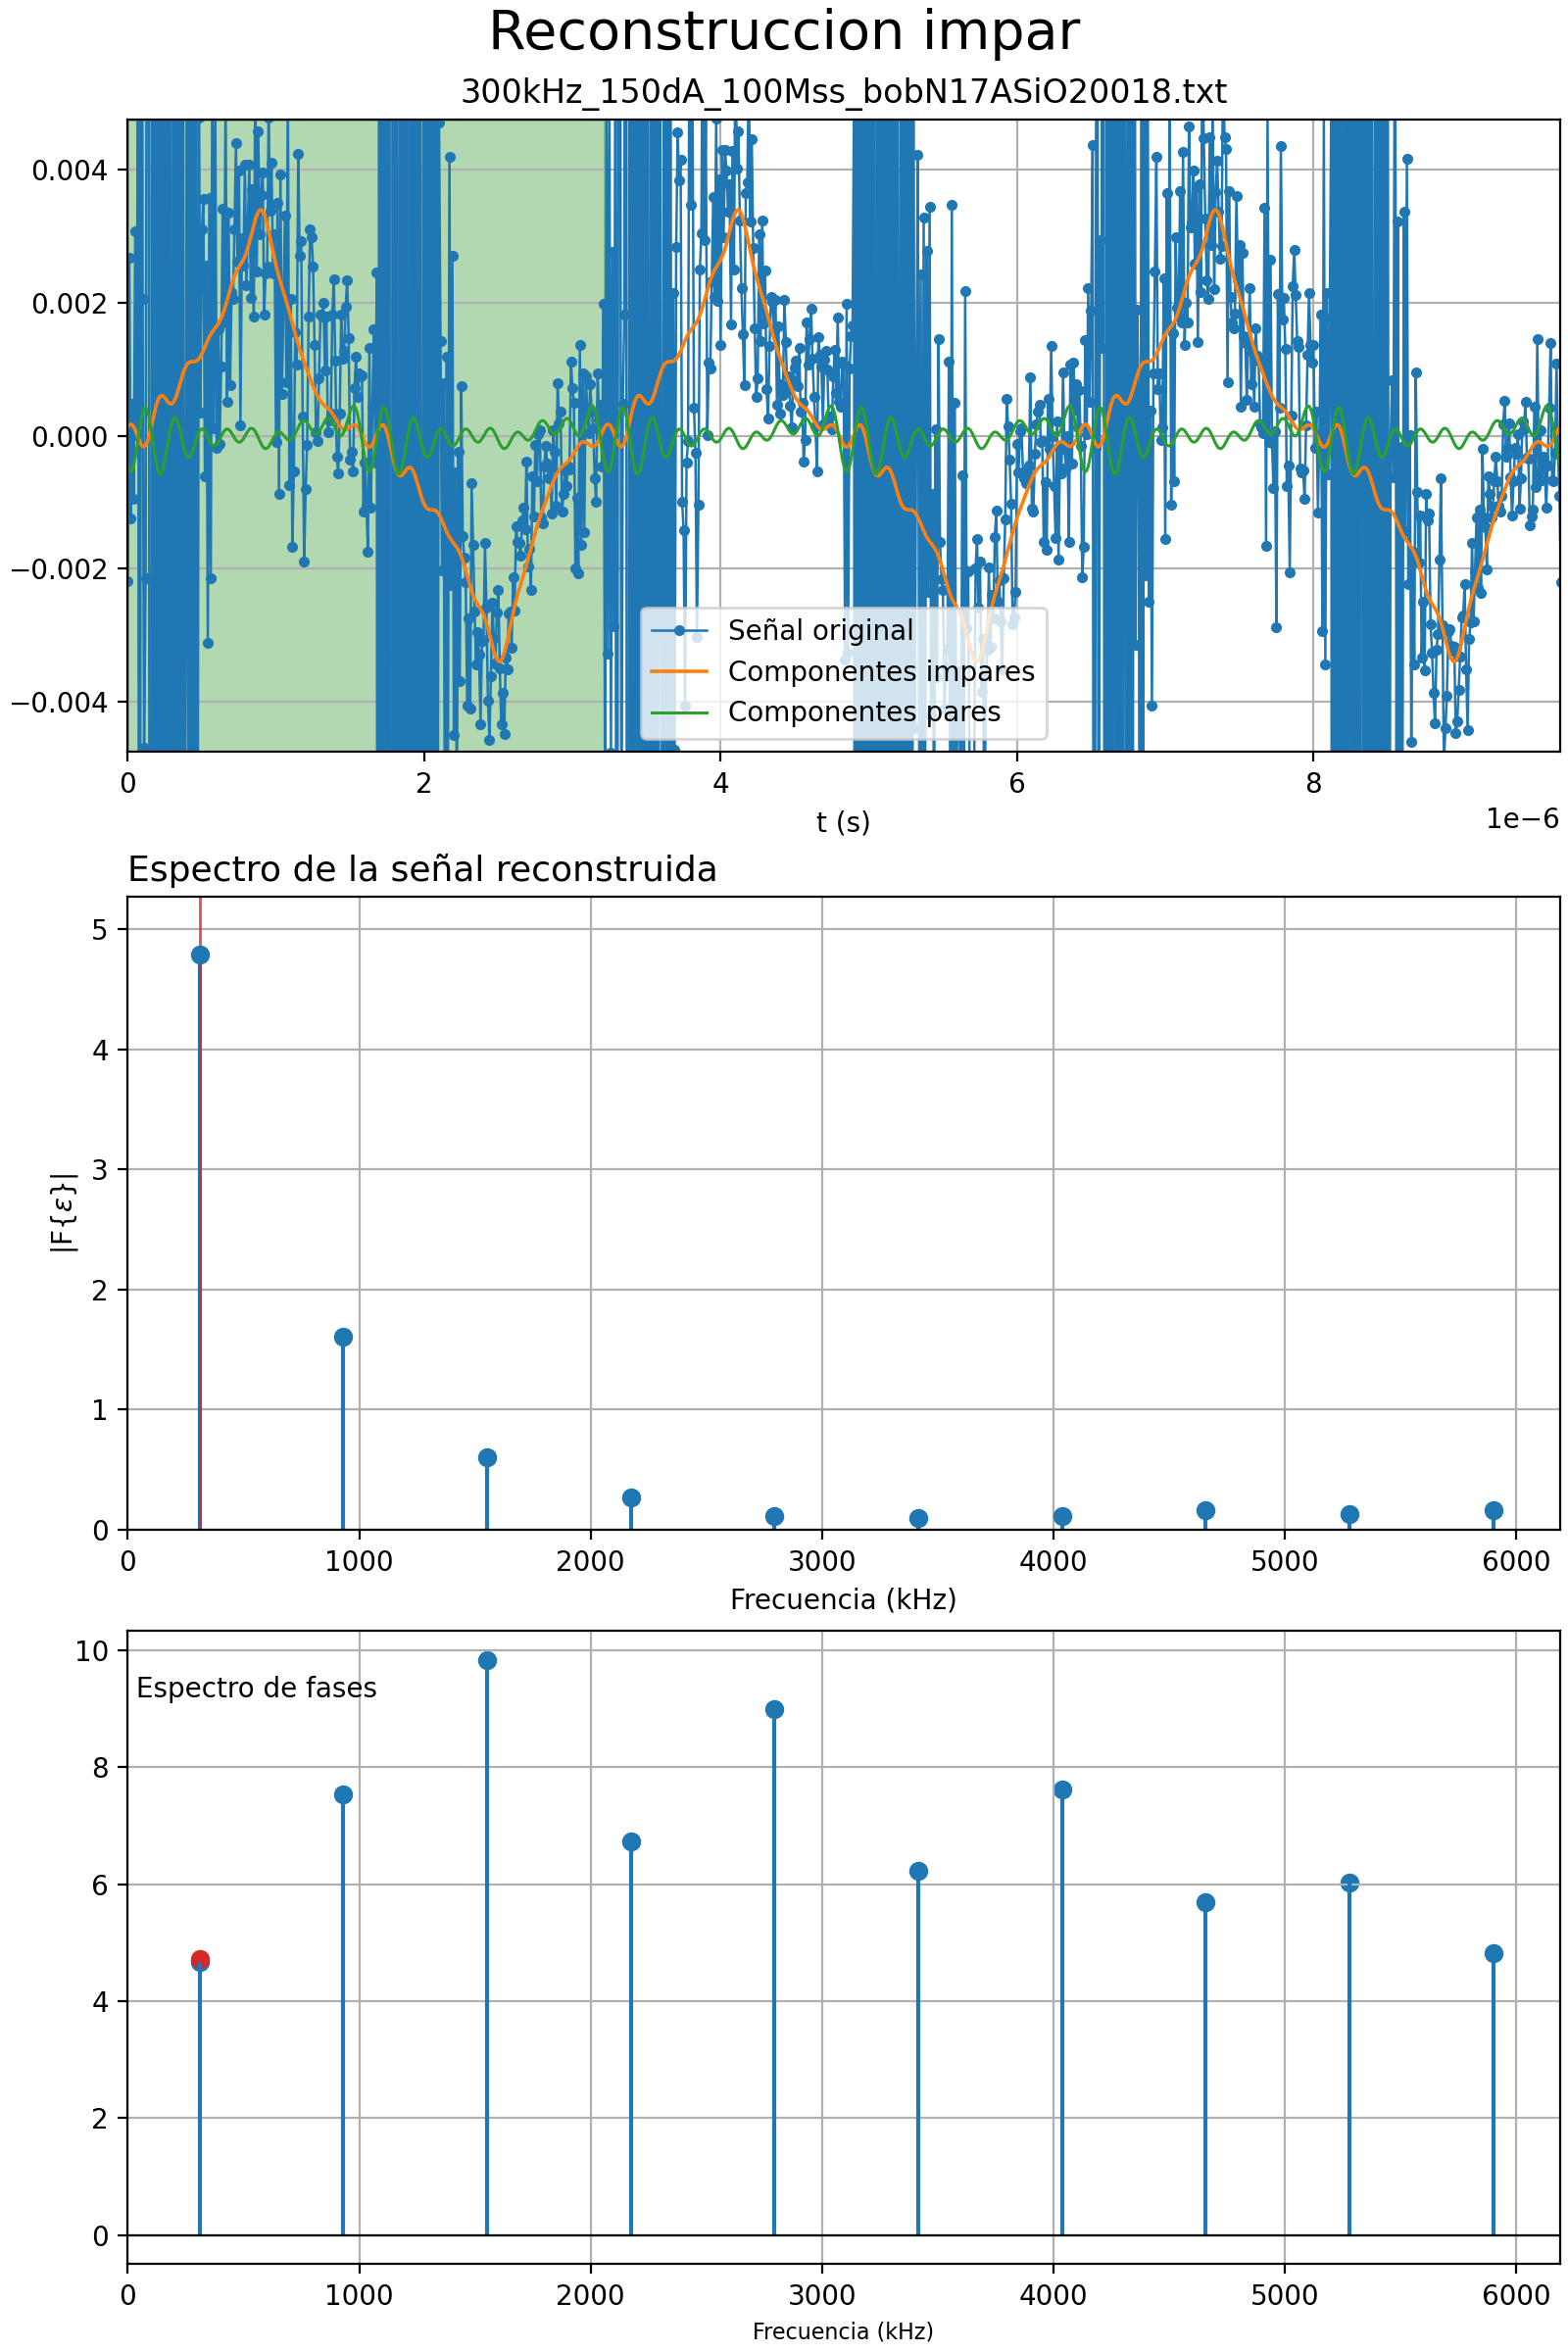 Reconstruccion impar
300kHz_150dA_100Mss_bobN17ASiO20018.txt
0.004
0.002
0.000
−0.002
−0.004
Señal original
Componentes impares
Componentes pares
0 2 4 6 8
1e−6
t (s)
Espectro de la señal reconstruida
5
4
3
2
1
0
|F{ε}|
0 1000 2000 3000 4000 5000 6000
Frecuencia (kHz)
10
8
6
4
2
0
Espectro de fases
0 1000 2000 3000 4000 5000 6000
Frecuencia (kHz)